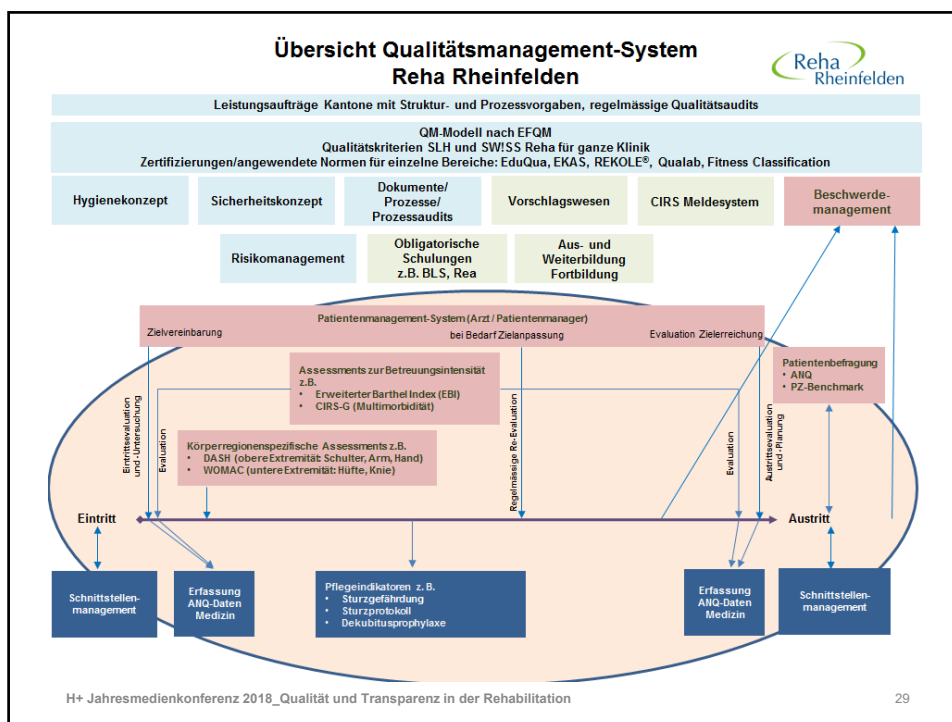 Übersicht Qualitätsmanagement-System
Reha Rheinfelden
Reha
Rheinfelden
Leistungsaufträge Kantone mit Struktur- und Prozessvorgaben, regelmässige Qualitätsaudits
QM-Modell nach EFQM
Qualitätskriterien SLH und SW!SS Reha für ganze Klinik
Zertifizierungen/angewendete Normen für einzelne Bereiche: EduQua, EKAS, REKOLE®, Qualab, Fitness Classification
Hygienekonzept
Sicherheitskonzept
Dokumente/
Prozesse/
Prozessaudits
Vorschlagswesen
CIRS Meldesystem
Beschwerde-
management
Risikomanagement
Obligatorische
Schulungen
z.B. BLS, Rea
Aus- und
Weiterbildung
Fortbildung
Patientenmanagement-System (Arzt / Patientenmanager)
Zielvereinbarung
bei Bedarf Zielanpassung
Evaluation Zielerreichung
Assessments zur Betreuungsintensität
z.B.
• Erweiterter Barthel Index (EBI)
• CIRS-G (Multimorbidität)
Patientenbefragung
• ANQ
• PZ-Benchmark
Eintrittsevaluation
und -Untersuchung
Evaluation
Körperregionenspezifische Assessments z.B.
• DASH (obere Extremität: Schulter, Arm, Hand)
• WOMAC (untere Extremität: Hüfte, Knie)
Regelmässige Re-Evaluation
Evaluation
Austrittsevaluation
und -Planung
Eintritt
Austritt
Schnittstellen-
management
Erfassung
ANQ-Daten
Medizin
Pflegeindikatoren z. B.
• Sturzgefährdung
• Sturzprotokoll
• Dekubitusprophylaxe
Erfassung
ANQ-Daten
Medizin
Schnittstellen-
management
H+ Jahresmedienkonferenz 2018_Qualität und Transparenz in der Rehabilitation
29